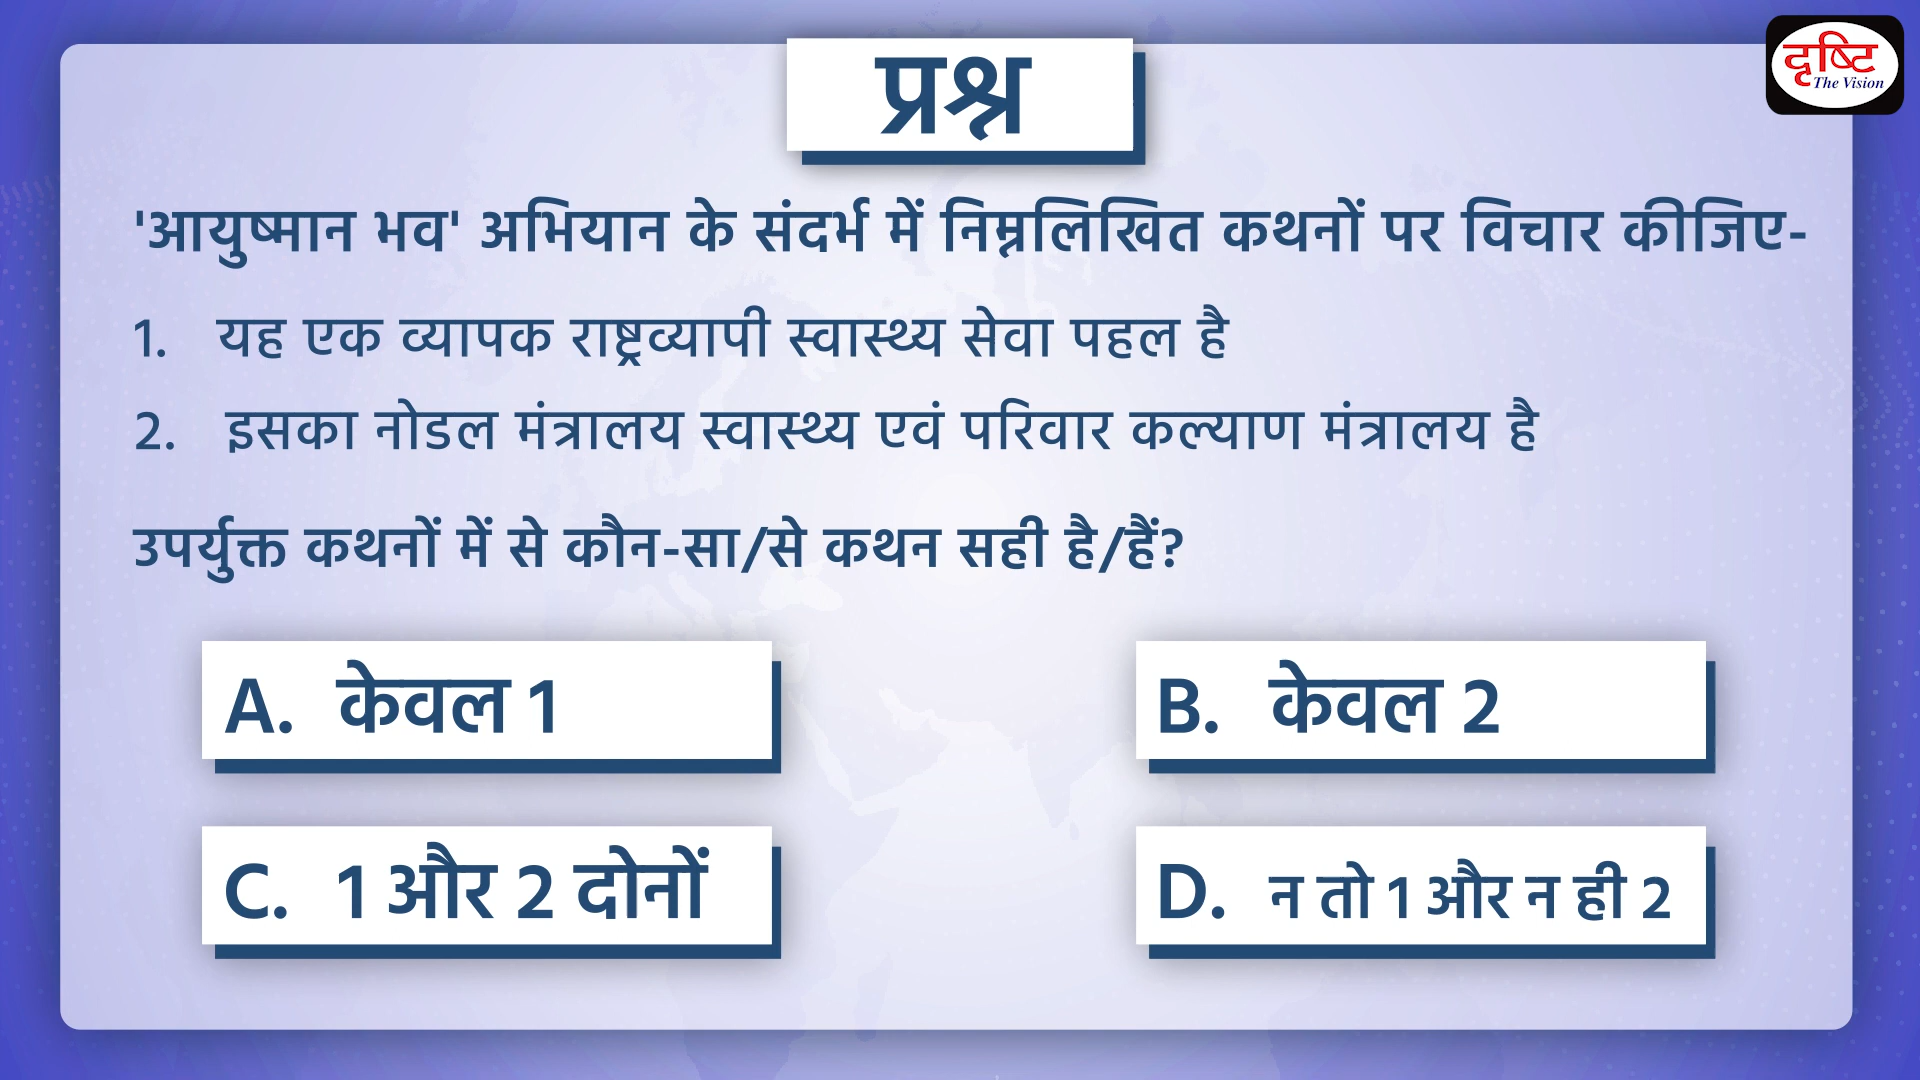 दृष्टि
The Vision
प्रश्न
'आयुष्मान भव' अभियान के संदर्भ में निम्नलिखित कथनों पर विचार कीजिए-
1. यह एक व्यापक राष्ट्रव्यापी स्वास्थ्य सेवा पहल है
2. इसका नोडल मंत्रालय स्वास्थ्य एवं परिवार कल्याण मंत्रालय है
उपर्युक्त कथनों में से कौन-सा/से कथन सही है/हैं?
A. केवल 1
B. केवल 2
C. 1 और 2 दोनों
D. न तो 1 और न ही 2